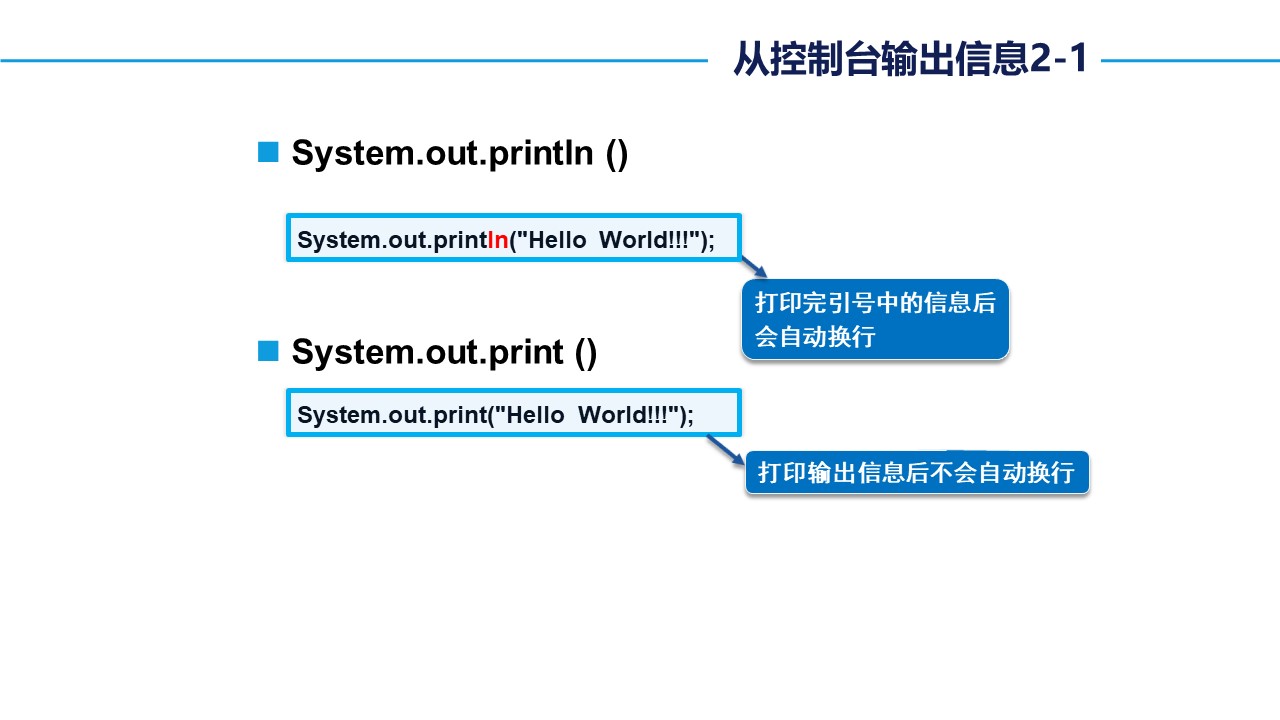 从控制台输出信息2-1
System.out.println ()
System.out.println("Hello  World!!!");
打印完引号中的信息后
会自动换行
System.out.print ()
System.out.print("Hello  World!!!");
打印输出信息后不会自动换行